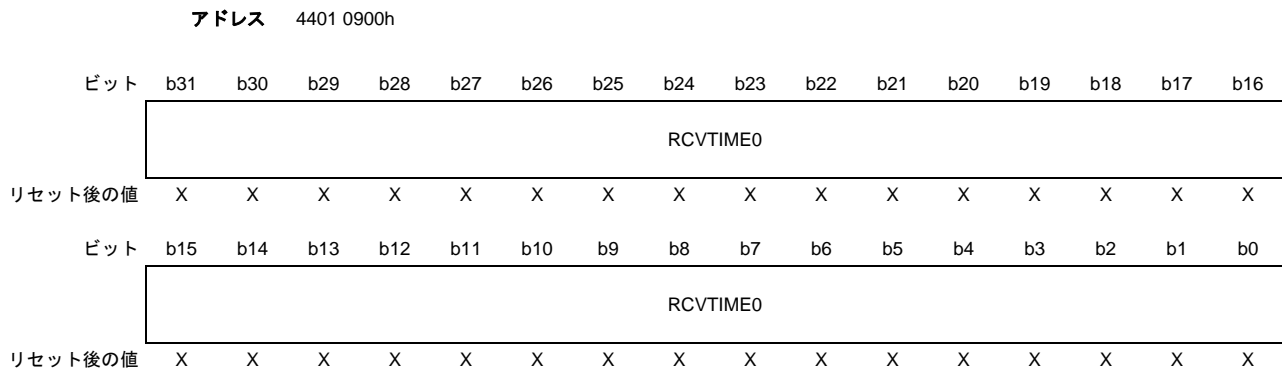 アドレス 4401 0900h
ビット b31 b30 b29 b28 b27 b26 b25 b24 b23 b22 b21 b20 b19 b18 b17 b16
RCVTIME0
リセット後の値 X X X X X X X X X X X X X X X X
ビット b15 b14 b13 b12 b11 b10 b9 b8 b7 b6 b5 b4 b3 b2 b1 b0
RCVTIME0
リセット後の値 X X X X X X X X X X X X X X X X